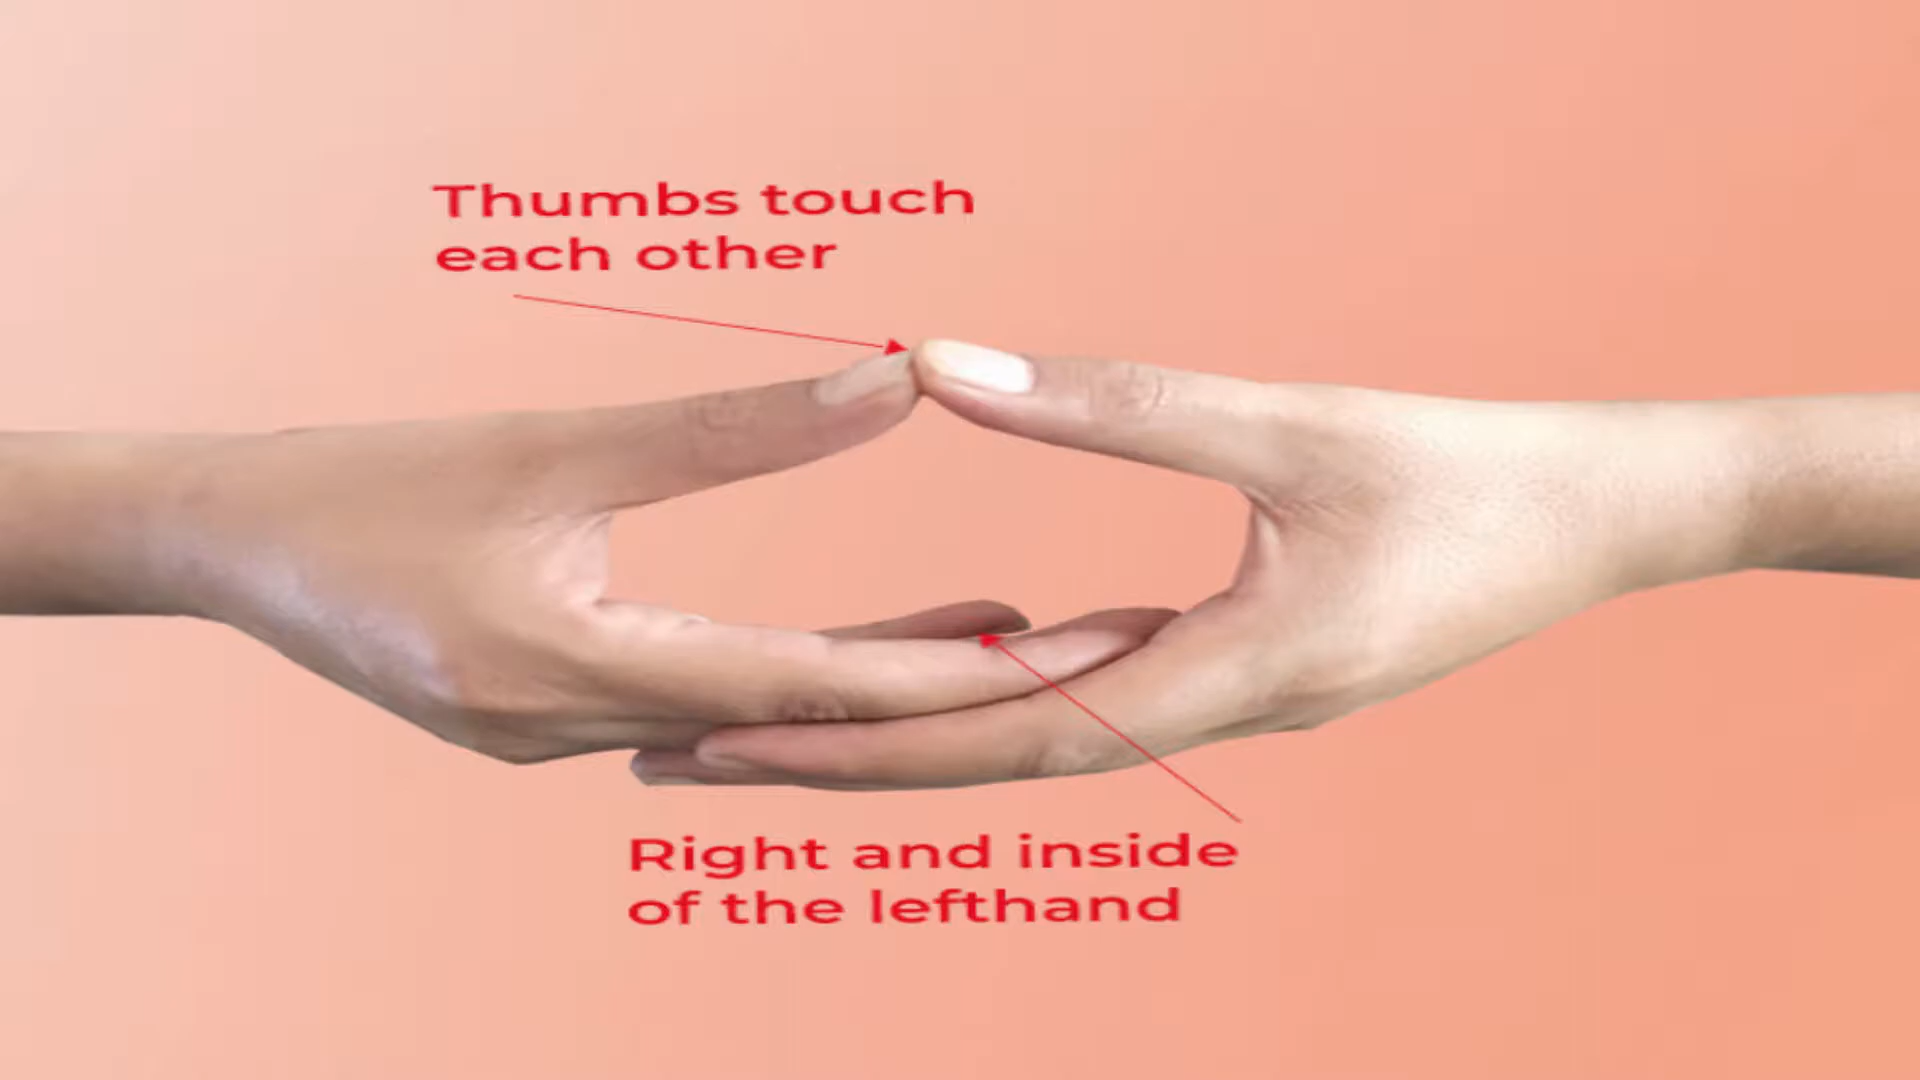 Thumbs touch
each other
Right and inside
of the lefthand